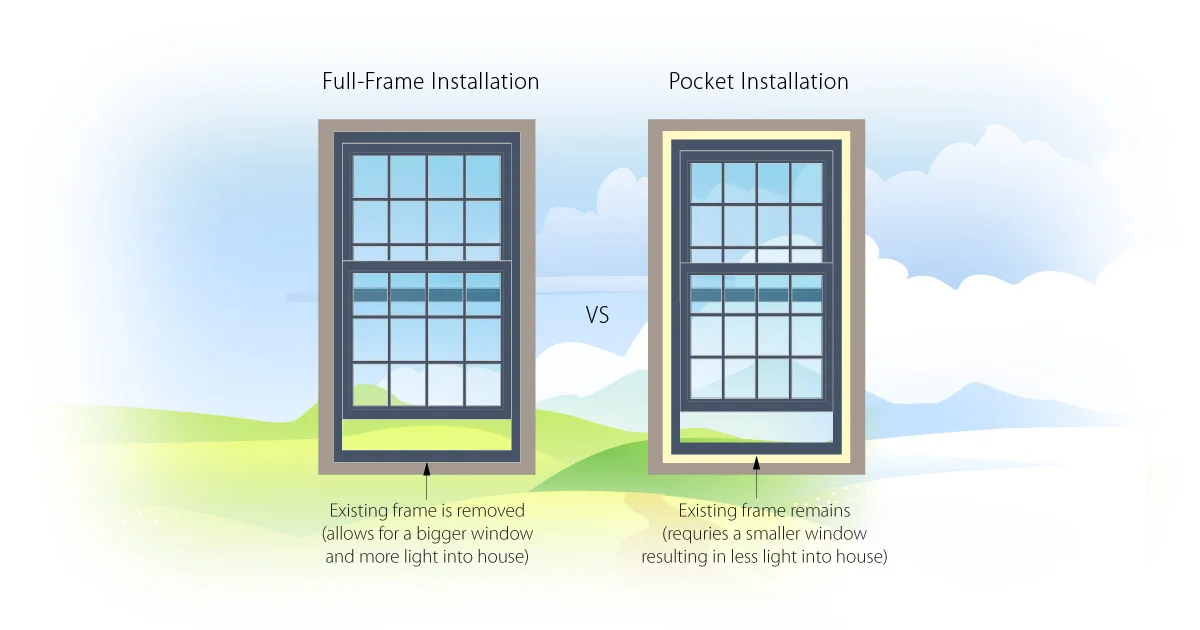 Full-Frame Installation
Pocket Installation
VS
Existing frame is removed
(allows for a bigger window
and more light into house)
Existing frame remains
(requries a smaller window
resulting in less light into house)